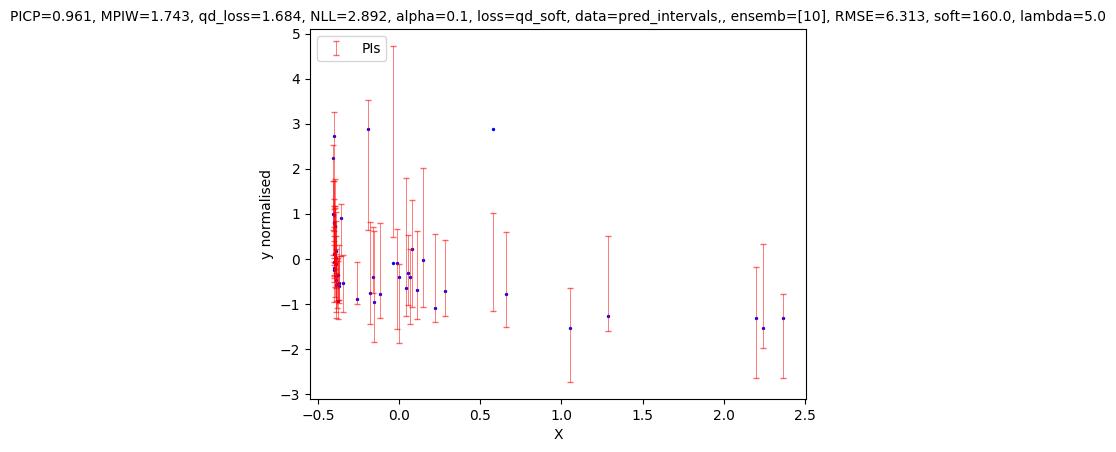 PICP=0.961, MPIW=1.743, qd_loss=1.684, NLL=2.892, alpha=0.1, loss=qd_soft, data=pred_intervals,, ensemb=[10], RMSE=6.313, soft=160.0, lambda=5.0
PIs
5
4
3
2
1
0
−1
−2
−3
y normalised
−0.5 0.0 0.5 1.0 1.5 2.0 2.5
X